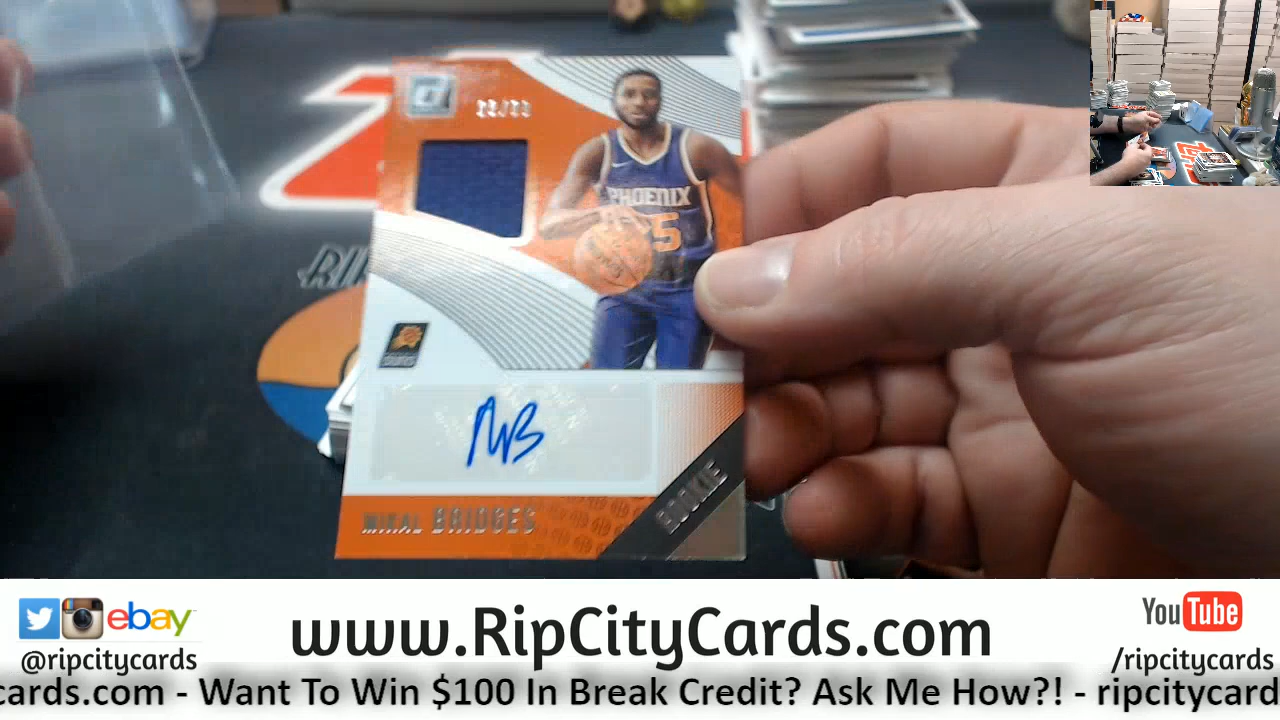 PHOENIX
MIKAL BRIDGES
ROOKIE
ebay
www.RipCityCards.com
You Tube
@ripcitycards
/ripcitycards
cards.com - Want To Win $100 In Break Credit? Ask Me How?! - ripcitycard